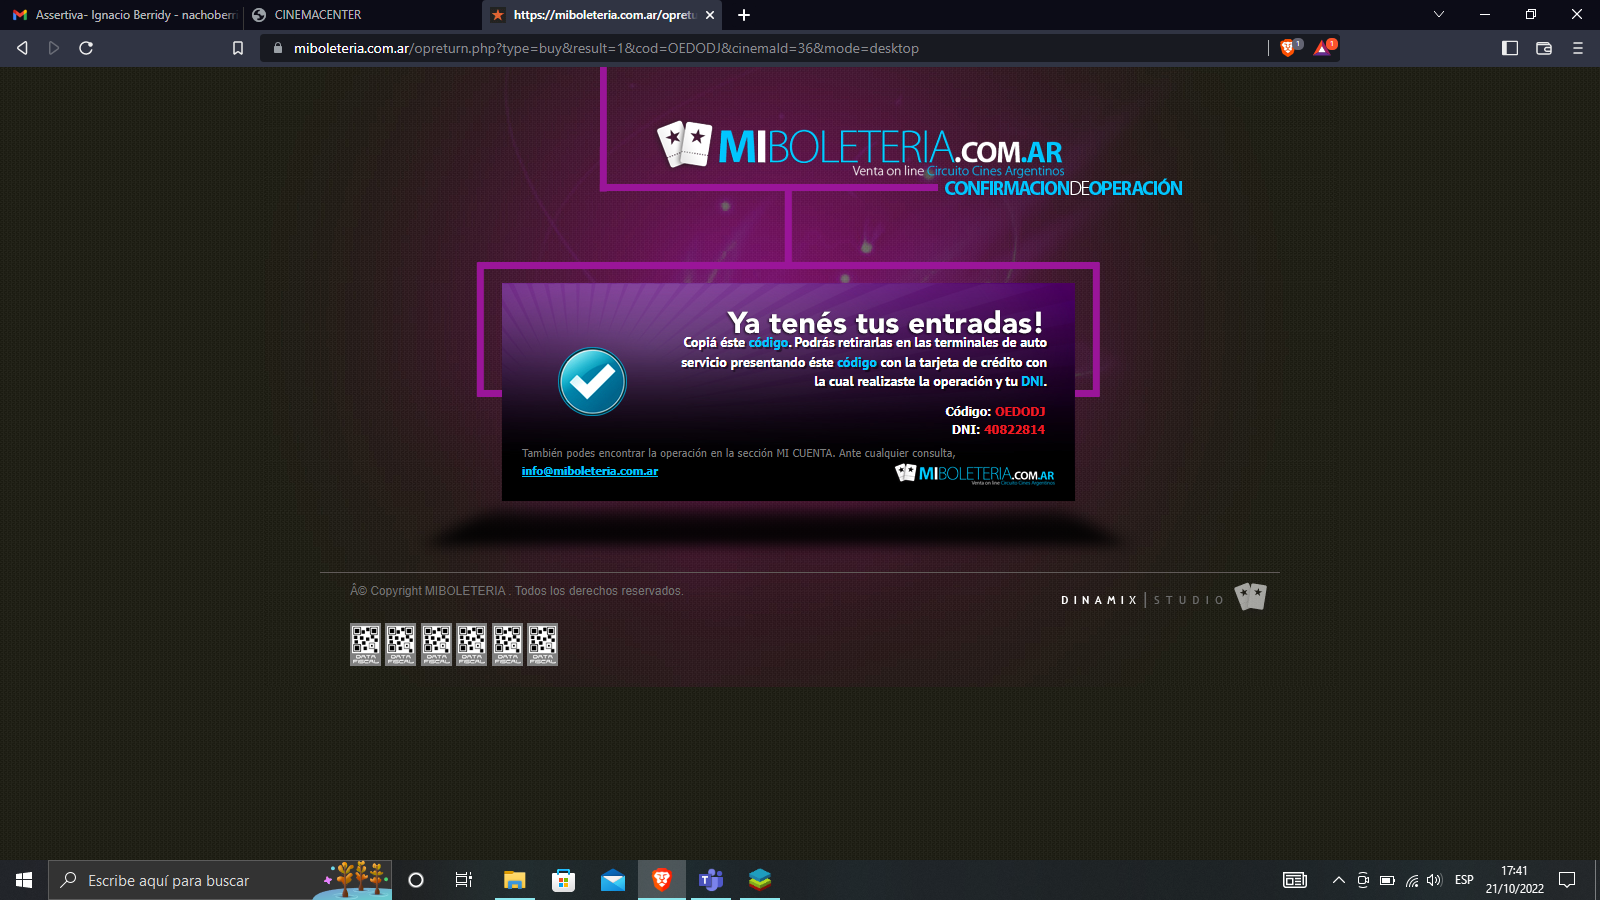 Assertiva- Ignacio Berridy - nachoberr
CINEMACENTER
https://miboleteria.com.ar/opretu
miboleteria.com.ar/opreturn.php?type=buy&result=1&cod=OEDODJ&cinemaId=36&mode=desktop
1
1
MIBOLETERIA.COM.AR
Venta on line Circuito Cines Argentinos
CONFIRMACIONDEOPERACIÓN
Ya tenés tus entradas!
Copiá éste código. Podrás retirarlas en las terminales de auto
servicio presentando éste código con la tarjeta de crédito con
la cual realizaste la operación y tu DNI.
Código: OEDODJ
DNI: 40822814
También podes encontrar la operación en la sección MI CUENTA. Ante cualquier consulta,
info@miboleteria.com.ar
MIBOLETERIA.COM.AR
Venta on line Circuito Cines Argentinos
Â© Copyright MIBOLETERIA . Todos los derechos reservados.
DINAMIX|STUDIO
DATA FISCAL DATA FISCAL DATA FISCAL DATA FISCAL DATA FISCAL DATA FISCAL
Escribe aquí para buscar
ESP
17:41
21/10/2022